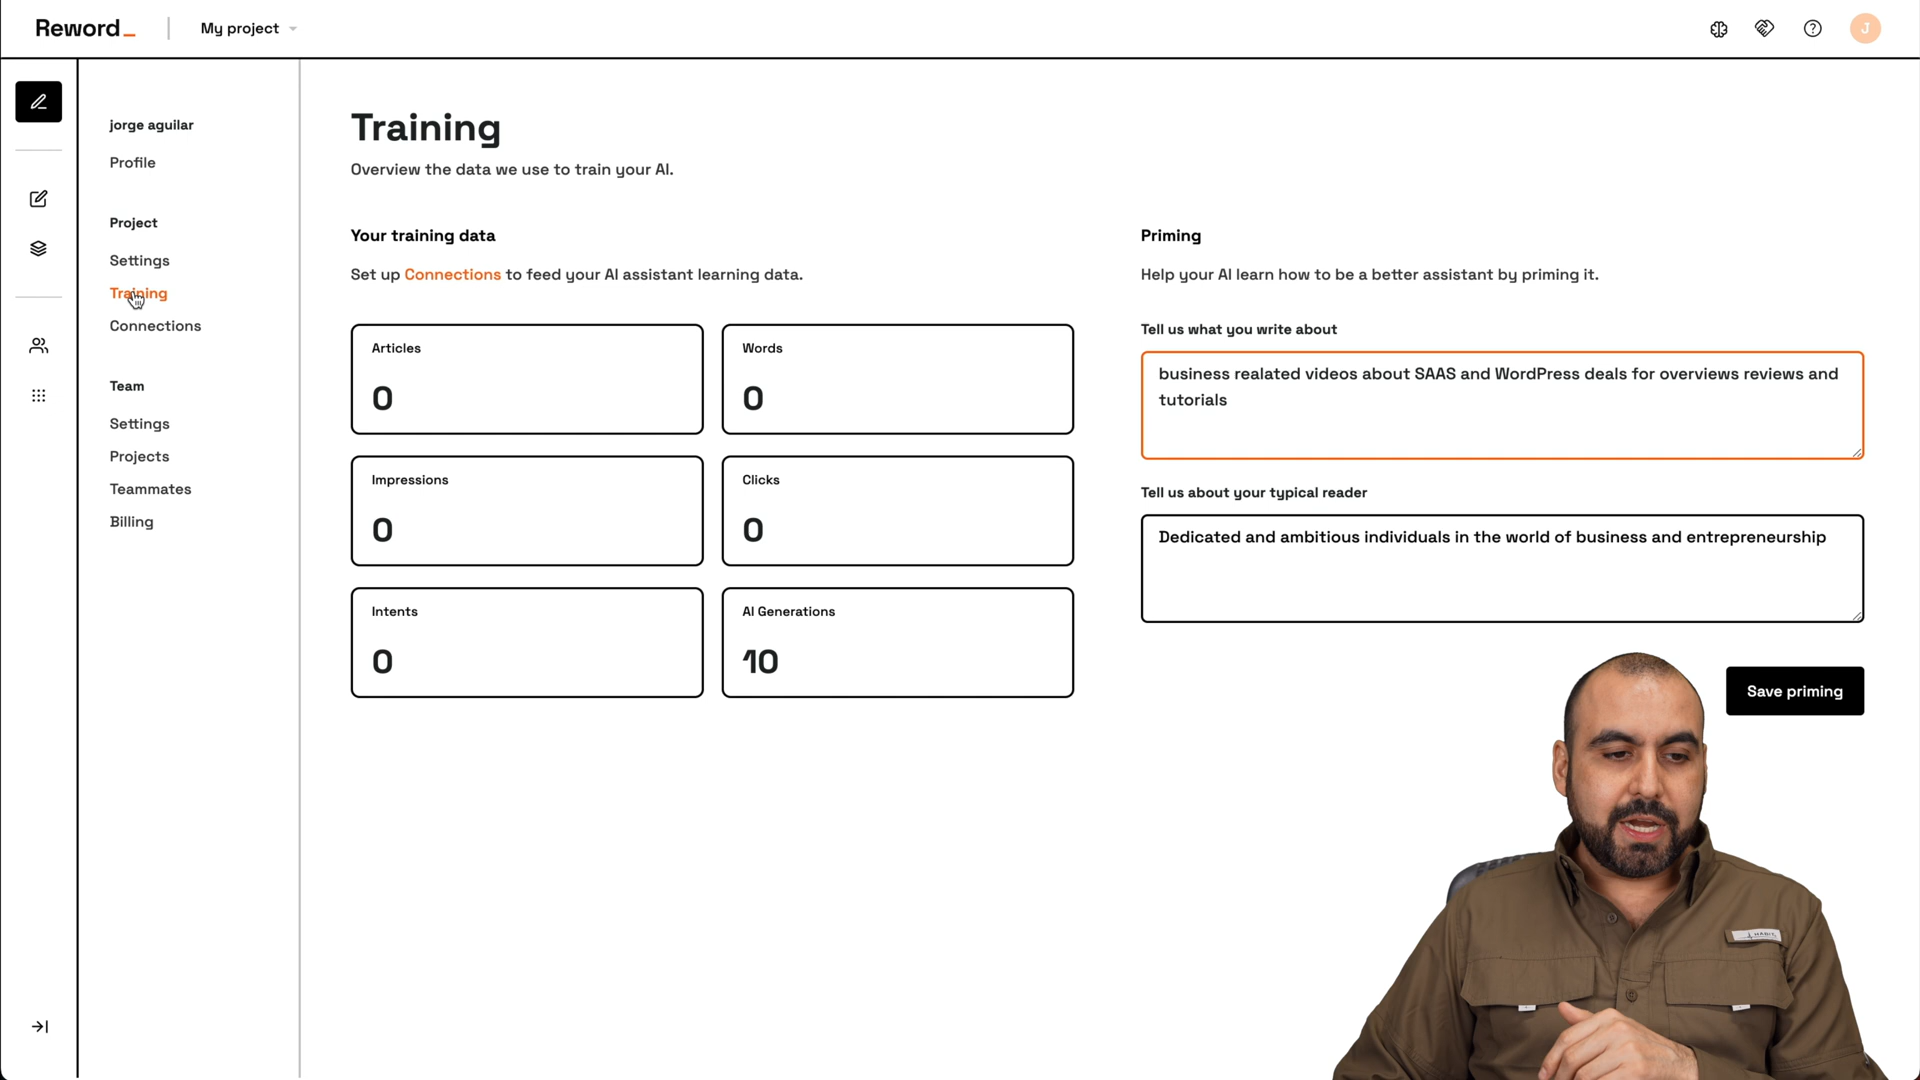 Reword_
My project
J
jorge aguilar
Profile
Project
Settings
Training
Connections
Team
Settings
Projects
Teammates
Billing
Training
Overview the data we use to train your AI.
Your training data
Set up Connections to feed your AI assistant learning data.
Articles
0
Words
0
Impressions
0
Clicks
0
Intents
0
AI Generations
10
Priming
Help your AI learn how to be a better assistant by priming it.
Tell us what you write about
business realated videos about SAAS and WordPress deals for overviews reviews and
tutorials
Tell us about your typical reader
Dedicated and ambitious individuals in the world of business and entrepreneurship
Save priming